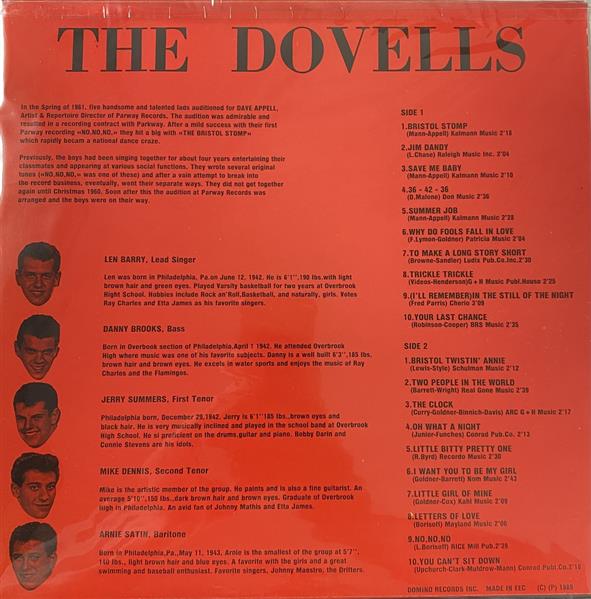 THE DOVELLS
In the Spring of 1961, five handsome and talented lads auditioned for DAVE APPELL,
Artist & Repertoire Director of Parway Records. The audition was admirable and
resulted in a recording contract with Parkway. After a mild success with their first
Parway recording «NO,NO,NO,» they hit a big with «THE BRISTOL STOMP»
which rapidly becam a national dance craze.
Previously, the boys had been singing together for about four years entertaining their
classmates and appearing at various social functions. They wrote several original
tunes («NO,NO,NO,» was one of these) and after a vain attempt to break into
the record business, eventually, went their separate ways. They did not get together
again until Christmas 1960. Soon after this the audition at Parway Records was
arranged and the boys were on their way.
LEN BARRY, Lead Singer
Len was born in Philadelphia, Pa.on June 12, 1942. He is 6'1'',190 lbs.with light
brown hair and green eyes. Played Varsity basketball for two years at Overbrook
Hight School. Hobbies include Rock an'Roll,Basketball, and naturally, girls. Votes
Ray Charles and Etta James as his favorite singers.
DANNY BROOKS, Bass
Born in Overbook section of Philadelphia,April 1 1942. He attended Overbrook
High where music was one of his favorite subjects. Danny is a well built 6'3'',185 lbs.
brown hair and brown eyes. He excels in water sports and enjoys the music of Ray
Charles and the Flamingos.
JERRY SUMMERS, First Tenor
Philadelphia born, December 29,1942. Jerry is 6'1''185 lbs.,brown eyes and
black hair. He is very musically inclined and played in the school band at Overbrook
High School. He si preficient on the drums,guitar and piano. Bobby Darin and
Connie Stevens are his idols.
MIKE DENNIS, Second Tenor
Mike is the artistic member of the group. He paints and is also a fine guitarist. An
average 5'10'',150 lbs.,dark brown hair and brown eyes. Graduate of Overbrook
high in Philadelphia. An avid fan of Johnny Mathis and Etta James.
ARNIE SATIN, Baritone
Born in Philadelphia,Pa.,May 11, 1943. Arnie is the smallest of the group at 5'7'',
140 lbs., light brown hair and blue eyes. A favorite with the girls and a great
swimming and baseball enthusiast. Favorite singers, Johnny Maestro, the Drifters.
SIDE 1
1.BRISTOL STOMP
(Mann-Appell) Kalmann Music 2'18
2.JIM DANDY
(L.Chase) Raleigh Music Inc. 2'04
3.SAVE ME BABY
(Mann-Appell) Kalmann 2'10
4.36 - 42 - 36
(D.Malone) Don Music 2'36
5.SUMMER JOB
(Mann-Appell) Kalmann Music 2'28
6.WHY DO FOOLS FALL IN LOVE
(F.Lymon-Goldner) Patricia Music 2'04
7.TO MAKE A LONG STORY SHORT
(Browne-Sandler) Ludix Pub.Co.Inc.2'30
8.TRICKLE TRICKLE
(Videos-Henderson)G+H Music Publ.House 2'25
9.(I'LL REMEMBER)IN THE STILL OF THE NIGHT
(Fred Parris) Cherio 3'09
10.YOUR LAST CHANCE
(Robinson-Cooper) BRS Music 2'35
SIDE 2
1.BRISTOL TWISTIN' ANNIE
(Lewis-Style) Schulman Music 2'12
2.TWO PEOPLE IN THE WORLD
(Barrett-Wright) Real Gone Music 2'39
3.THE CLOCK
(Curry-Goldner-Binnich-Davis) ARC G+H Music 2'17
4.OH WHAT A NIGHT
(Junior-Funches) Conrad Pub.Co. 2'13
5.LITTLE BITTY PRETTY ONE
(R.Byrd) Recordo Music 2'30
6.I WANT YOU TO BE MY GIRL
(Goldner-Barrett) Nom Music 2'43
7.LITTLE GIRL OF MINE
(Goldner-Cox) Kahl Music 2'09
8.LETTERS OF LOVE
(Borisoff) Mayland Music 2'06
9.NO,NO,NO
(L.Borisoff) RICE Mill Pub.2'26
10.YOU CAN'T SIT DOWN
(Upchurch-Clark-Muldrow-Mann) Conrad Pub.Co
DOMINO RECORDS INC. MADE IN EEC (C) (P)